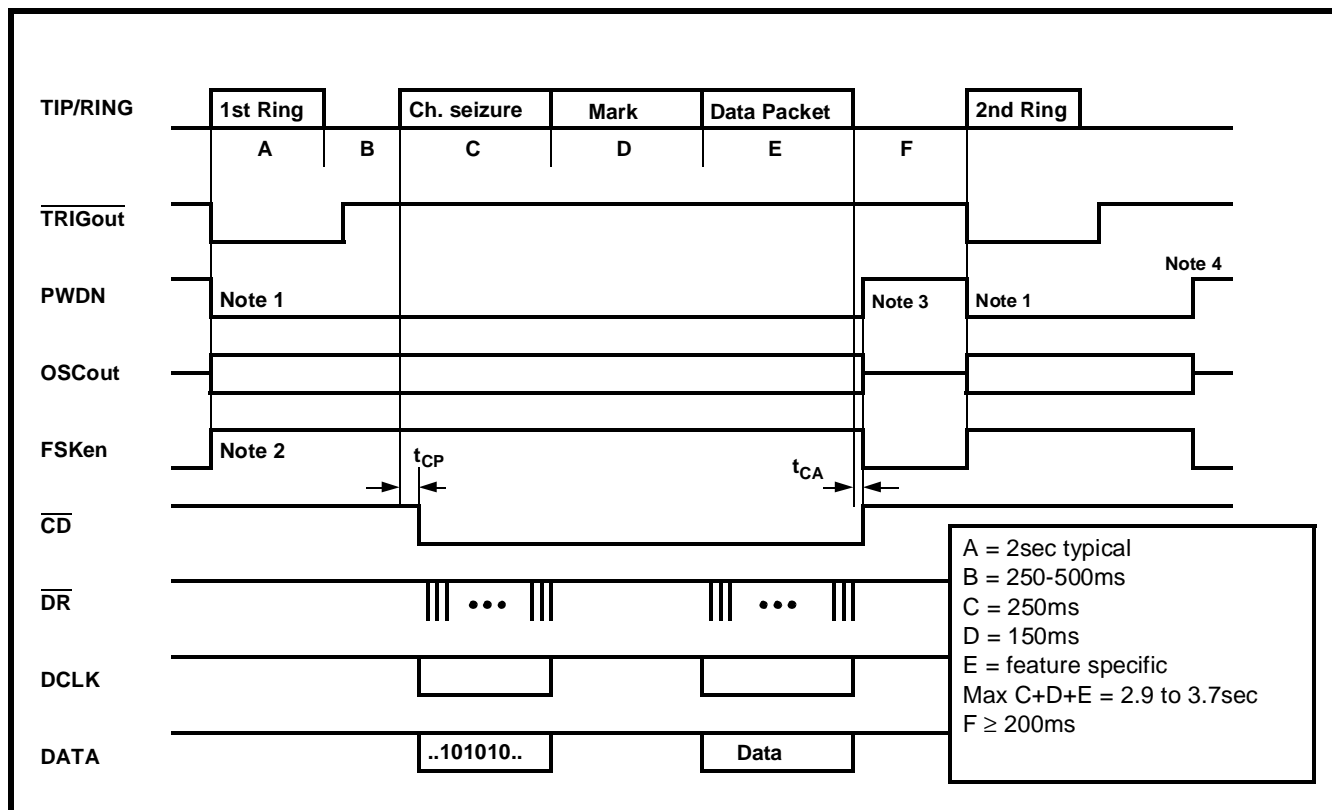 TIP/RING 1st Ring Ch. seizure Mark Data Packet 2nd Ring
A B C D E F
TRIGout
Note 4
PWDN Note 1 Note 3 Note 1
OSCout
FSKen Note 2
tCP tCA
CD
DR
DCLK
DATA ..101010.. Data
A = 2sec typical
B = 250-500ms
C = 250ms
D = 150ms
E = feature specific
Max C+D+E = 2.9 to 3.7sec
F ≥ 200ms